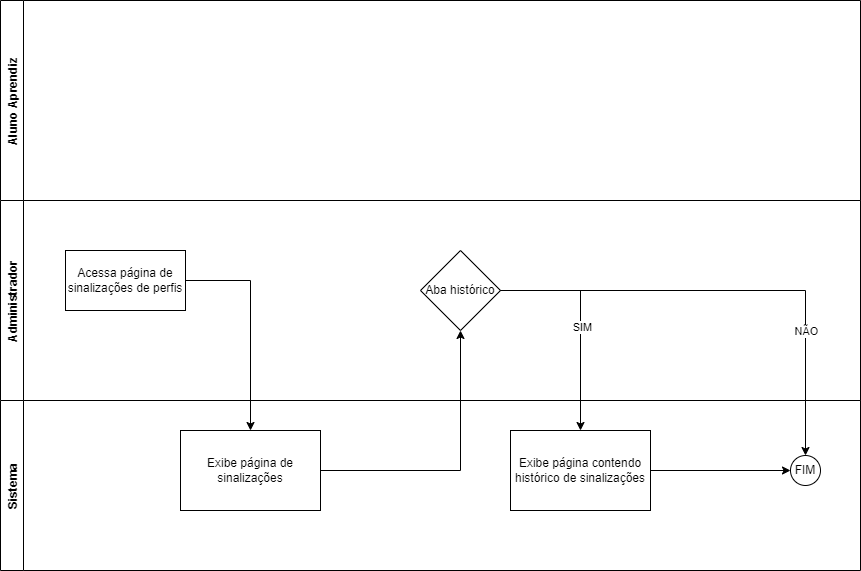 Aluno Aprendiz
Administrador
Acessa página de
sinalizações de perfis
Aba histórico
SIM
NÃO
Sistema
Exibe página de
sinalizações
Exibe página contendo
histórico de sinalizações
FIM